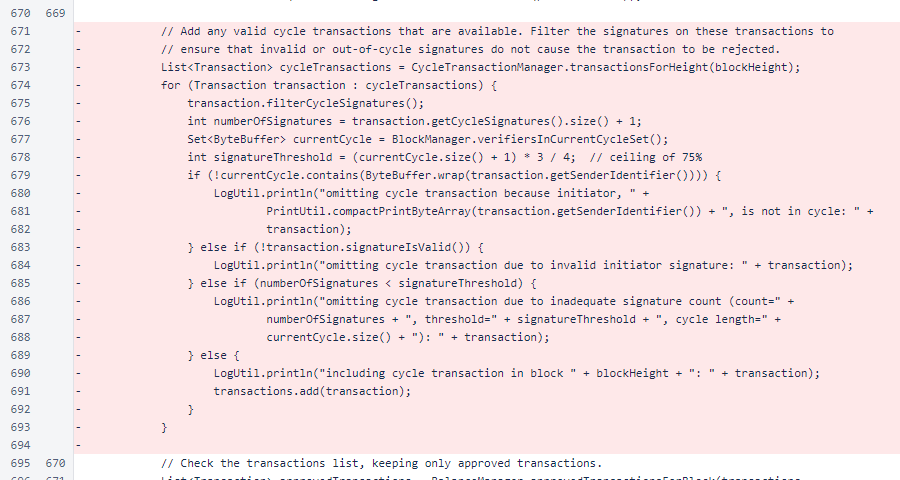 670 669
671 - // Add any valid cycle transactions that are available. Filter the signatures on these transactions to
672 - // ensure that invalid or out-of-cycle signatures do not cause the transaction to be rejected.
673 - List<Transaction> cycleTransactions = CycleTransactionManager.transactionsForHeight(blockHeight);
674 - for (Transaction transaction : cycleTransactions) {
675 - transaction.filterCycleSignatures();
676 - int numberOfSignatures = transaction.getCycleSignatures().size() + 1;
677 - Set<ByteBuffer> currentCycle = BlockManager.verifiersInCurrentCycleSet();
678 - int signatureThreshold = (currentCycle.size() + 1) * 3 / 4;  // ceiling of 75%
679 - if (!currentCycle.contains(ByteBuffer.wrap(transaction.getSenderIdentifier()))) {
680 - LogUtil.println("omitting cycle transaction because initiator, " +
681 - PrintUtil.compactPrintByteArray(transaction.getSenderIdentifier()) + ", is not in cycle: " +
682 - transaction);
683 - } else if (!transaction.signatureIsValid()) {
684 - LogUtil.println("omitting cycle transaction due to invalid initiator signature: " + transaction);
685 - } else if (numberOfSignatures < signatureThreshold) {
686 - LogUtil.println("omitting cycle transaction due to inadequate signature count (count=" +
687 - numberOfSignatures + ", threshold=" + signatureThreshold + ", cycle length=" +
688 - currentCycle.size() + "): " + transaction);
689 - } else {
690 - LogUtil.println("including cycle transaction in block " + blockHeight + ": " + transaction);
691 - transactions.add(transaction);
692 - }
693 - }
694 -
695 670 // Check the transactions list, keeping only approved transactions.